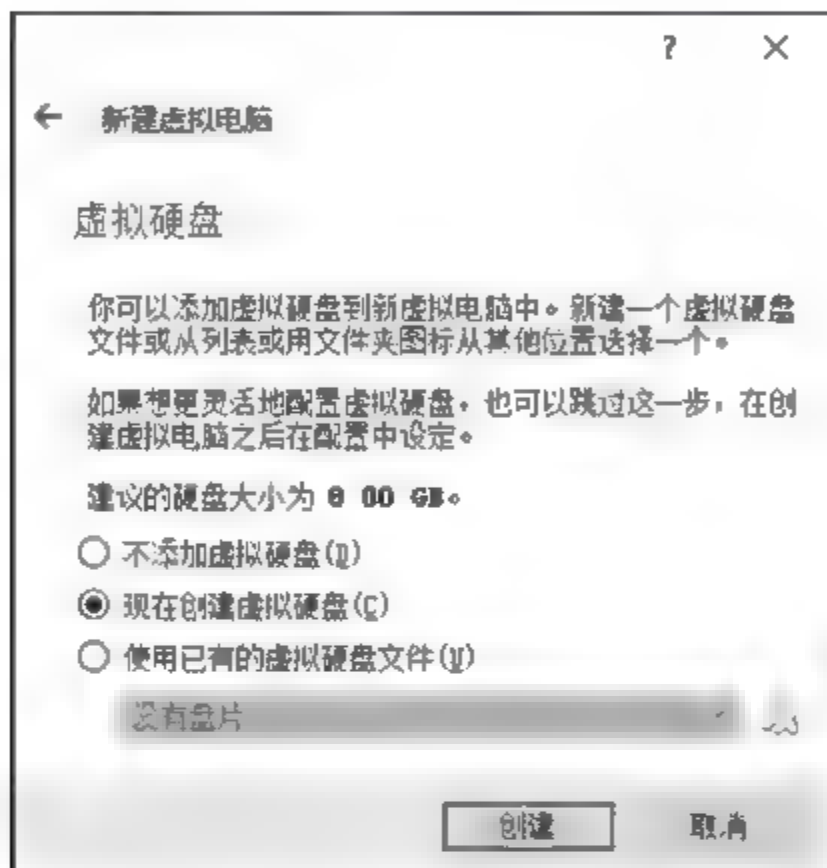 ?
×
← 新建虚拟电脑
虚拟硬盘
你可以添加虚拟硬盘到新虚拟电脑中。新建一个虚拟硬盘
文件或从列表或用文件夹图标从其他位置选择一个。
如果想更灵活地配置虚拟硬盘，也可以跳过这一步，在创
建虚拟电脑之后在配置中设定。
建议的硬盘大小为 8.00 GB。
不添加虚拟硬盘(D)
现在创建虚拟硬盘(C)
使用已有的虚拟硬盘文件(U)
没有盘片
创建
取消